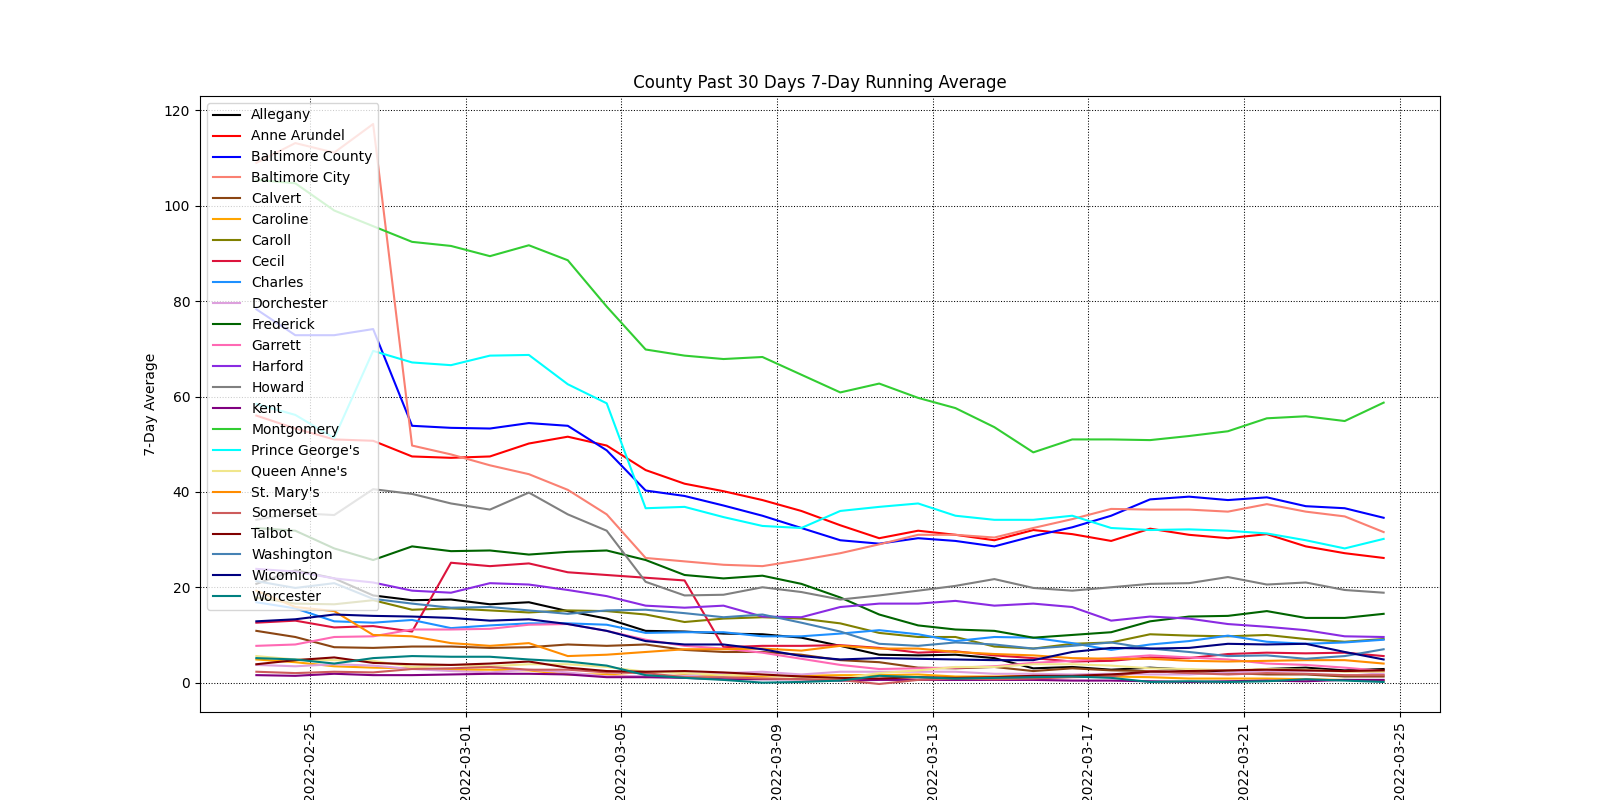 County Past 30 Days 7-Day Running Average
120
100
80
60
40
20
0
7-Day Average
Allegany
Anne Arundel
Baltimore County
Baltimore City
Calvert
Caroline
Caroll
Cecil
Charles
Dorchester
Frederick
Garrett
Harford
Howard
Kent
Montgomery
Prince George's
Queen Anne's
St. Mary's
Somerset
Talbot
Washington
Wicomico
Worcester
2022-02-25
2022-03-01
2022-03-05
2022-03-09
2022-03-13
2022-03-17
2022-03-21
2022-03-25